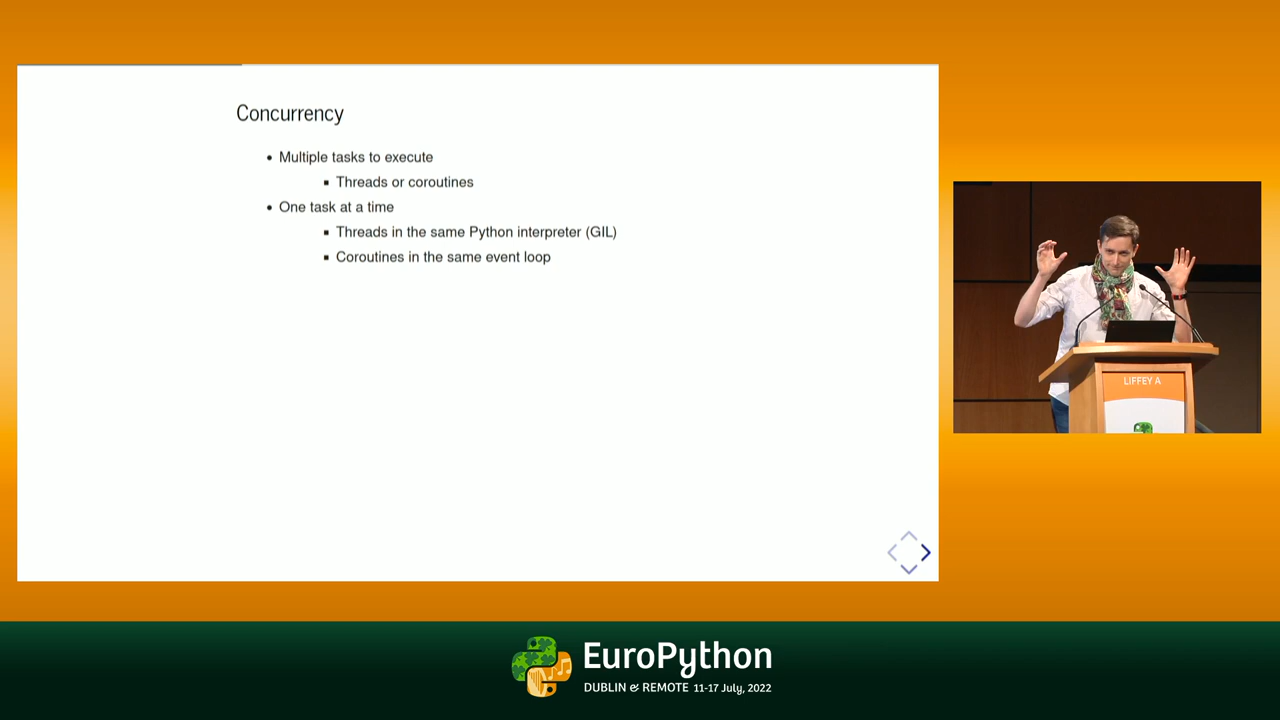 Concurrency
Multiple tasks to execute
Threads or coroutines
One task at a time
Threads in the same Python interpreter (GIL)
Coroutines in the same event loop
LIFFEY A
EuroPython
DUBLIN & REMOTE 11-17 July, 2022